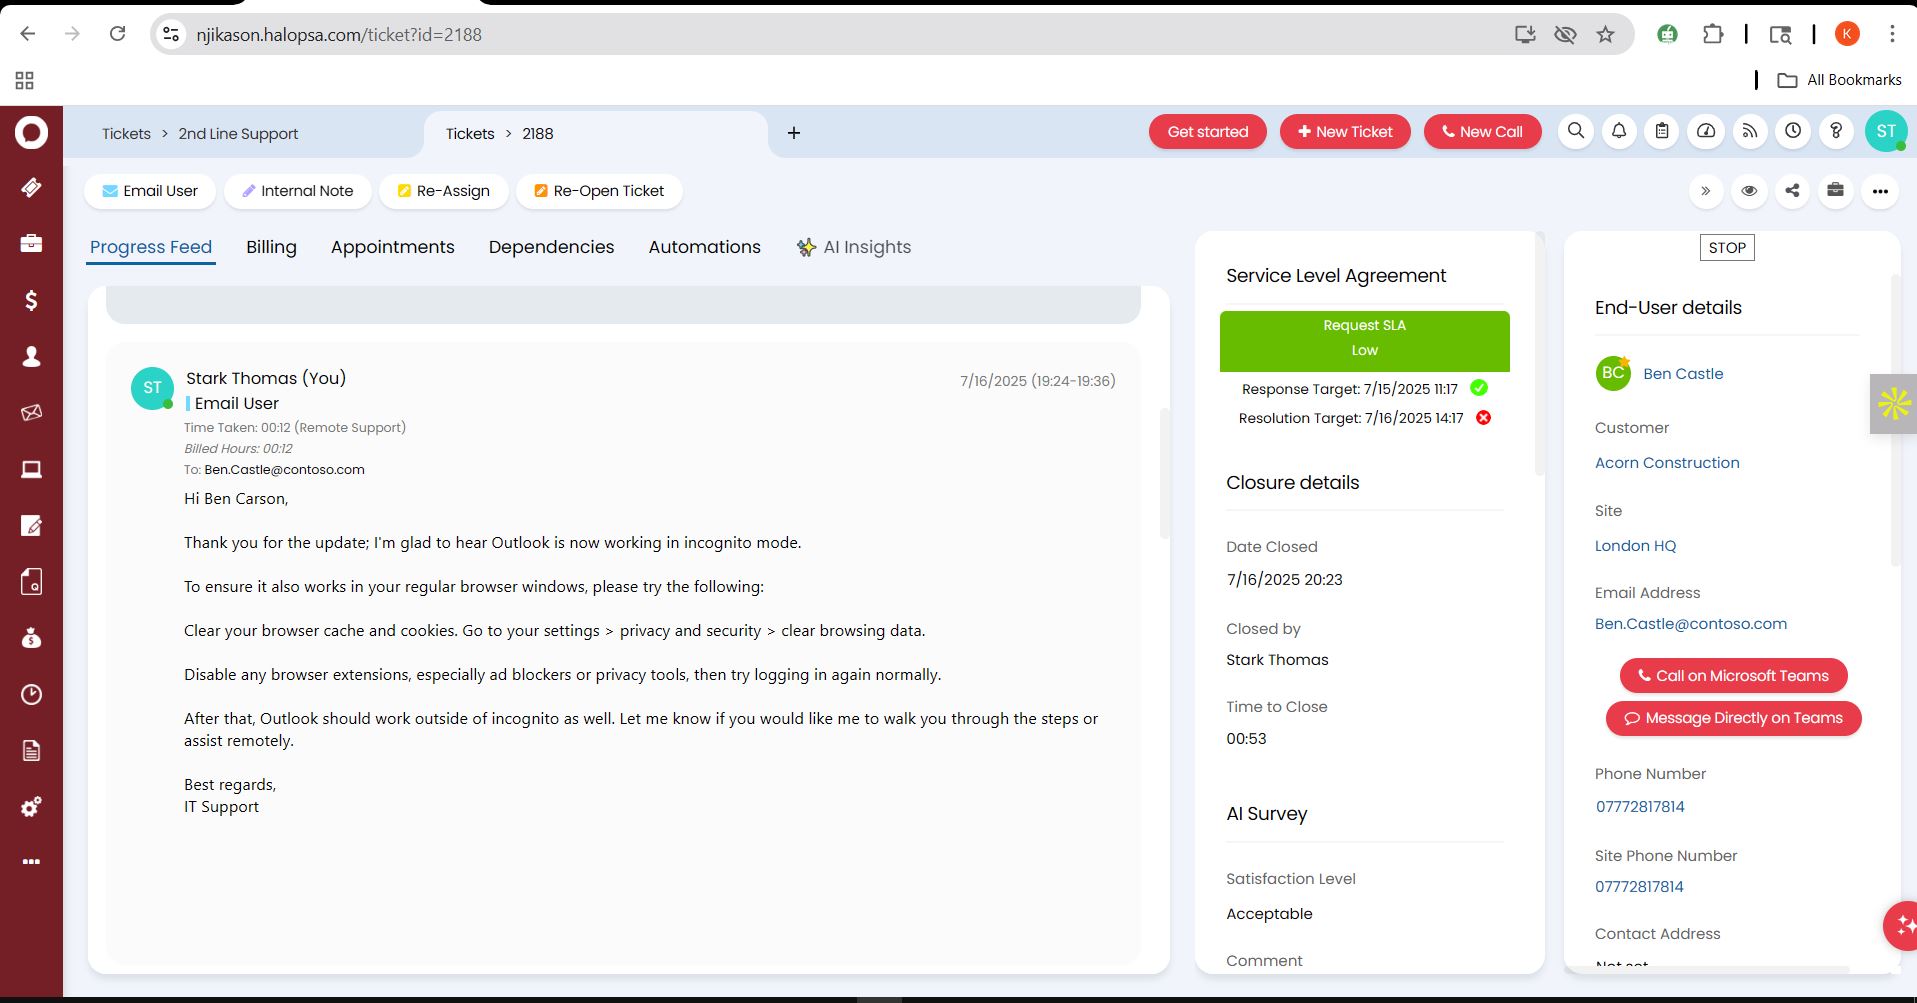 njikason.halopsa.com/ticket?id=2188
K
All Bookmarks
Tickets > 2nd Line Support
Tickets > 2188
+
Get started
New Ticket
New Call
ST
Email User
Internal Note
Re-Assign
Re-Open Ticket
Progress Feed
Billing
Appointments
Dependencies
Automations
AI Insights
ST
Stark Thomas (You)
7/16/2025 (19:24-19:36)
Email User
Time Taken: 00:12 (Remote Support)
Billed Hours: 00:12
To: Ben.Castle@contoso.com
Hi Ben Carson,
Thank you for the update; I'm glad to hear Outlook is now working in incognito mode.
To ensure it also works in your regular browser windows, please try the following:
Clear your browser cache and cookies. Go to your settings > privacy and security > clear browsing data.
Disable any browser extensions, especially ad blockers or privacy tools, then try logging in again normally.
After that, Outlook should work outside of incognito as well. Let me know if you would like me to walk you through the steps or
assist remotely.
Best regards,
IT Support
Service Level Agreement
Request SLA
Low
Response Target: 7/15/2025 11:17
Resolution Target: 7/16/2025 14:17
Closure details
Date Closed
7/16/2025 20:23
Closed by
Stark Thomas
Time to Close
00:53
AI Survey
Satisfaction Level
Acceptable
Comment
STOP
End-User details
BC
Ben Castle
Customer
Acorn Construction
Site
London HQ
Email Address
Ben.Castle@contoso.com
Call on Microsoft Teams
Message Directly on Teams
Phone Number
07772817814
Site Phone Number
07772817814
Contact Address
Not set